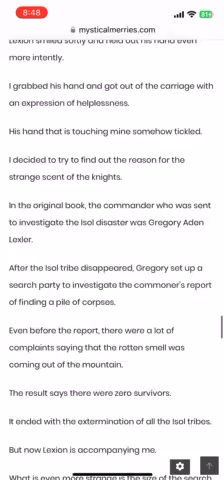 8:48
mysticalmerries.com
Lexion smiled softly and held out his hand even
more intently.
I grabbed his hand and got out of the carriage with
an expression of helplessness.
His hand that is touching mine somehow tickled.
I decided to try to find out the reason for the
strange scent of the knights.
In the original book, the commander who was sent
to investigate the Isol disaster was Gregory Aden
Lexler.
After the Isol tribe disappeared, Gregory set up a
search party to investigate the commoner's report
of finding a pile of corpses.
Even before the report, there were a lot of
complaints saying that the rotten smell was
coming out of the mountain.
The result says there were zero survivors.
It ended with the extermination of all the Isol tribes.
But now Lexion is accompanying me.
What is even more strange is the size of the search